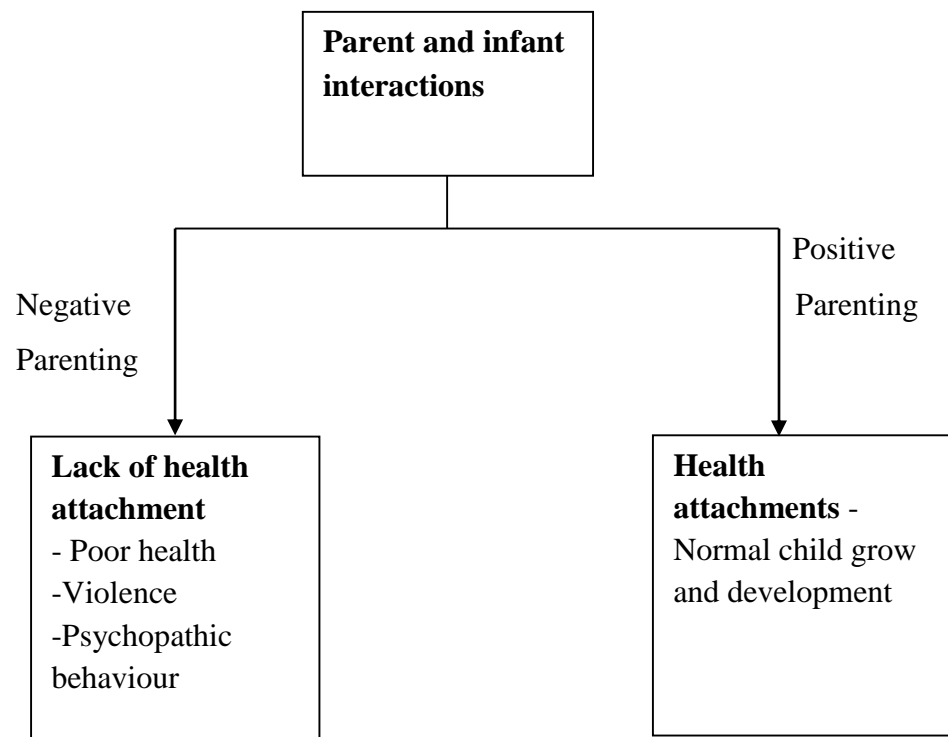 Parent and infant
interactions
Negative
Parenting
Positive
Parenting
Lack of health
attachment
- Poor health
-Violence
-Psychopathic
behaviour
Health
attachments -
Normal child grow
and development